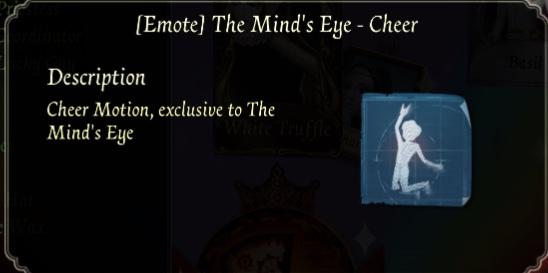 [Emote] The Mind's Eye - Cheer
Description
Cheer Motion, exclusive to The
Mind's Eye
White Truffle